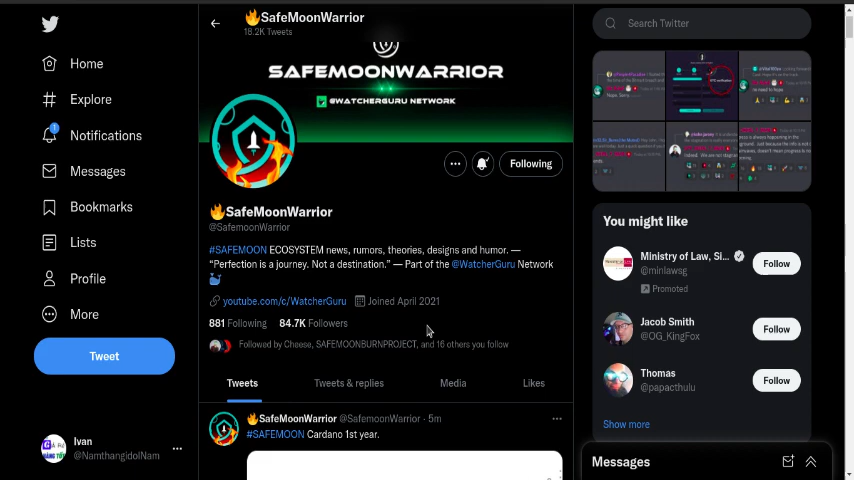 🔥SafeMoonWarrior
18.2K Tweets
Search Twitter
Home
Explore
Notifications
1
Messages
Bookmarks
Lists
Profile
More
Tweet
Ivan
@NamthangidolNam
SAFEMOONWARRIOR
@WATCHERGURU NETWORK
Following
🔥SafeMoonWarrior
@SafemoonWarrior
#SAFEMOON ECOSYSTEM news, rumors, theories, designs and humor. —
“Perfection is a journey. Not a destination.” — Part of the @WatcherGuru Network
🐳
youtube.com/c/WatcherGuru Joined April 2021
881 Following 84.7K Followers
Followed by Cheese, SAFEMOONBURNPROJECT, and 16 others you follow
Tweets Tweets & replies Media Likes
🔥SafeMoonWarrior @SafemoonWarrior · 5m
#SAFEMOON Cardano 1st year.
You might like
Ministry of Law, Si...
@minlawsg
Promoted
Follow
Jacob Smith
@OG_KingFox
Follow
Thomas
@papacthulu
Follow
Show more
Messages